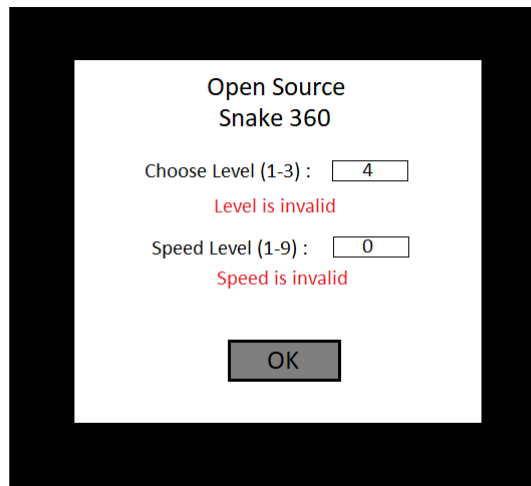 Open Source
Snake 360
Choose Level (1-3) : 4
Level is invalid
Speed Level (1-9) : 0
Speed is invalid
OK